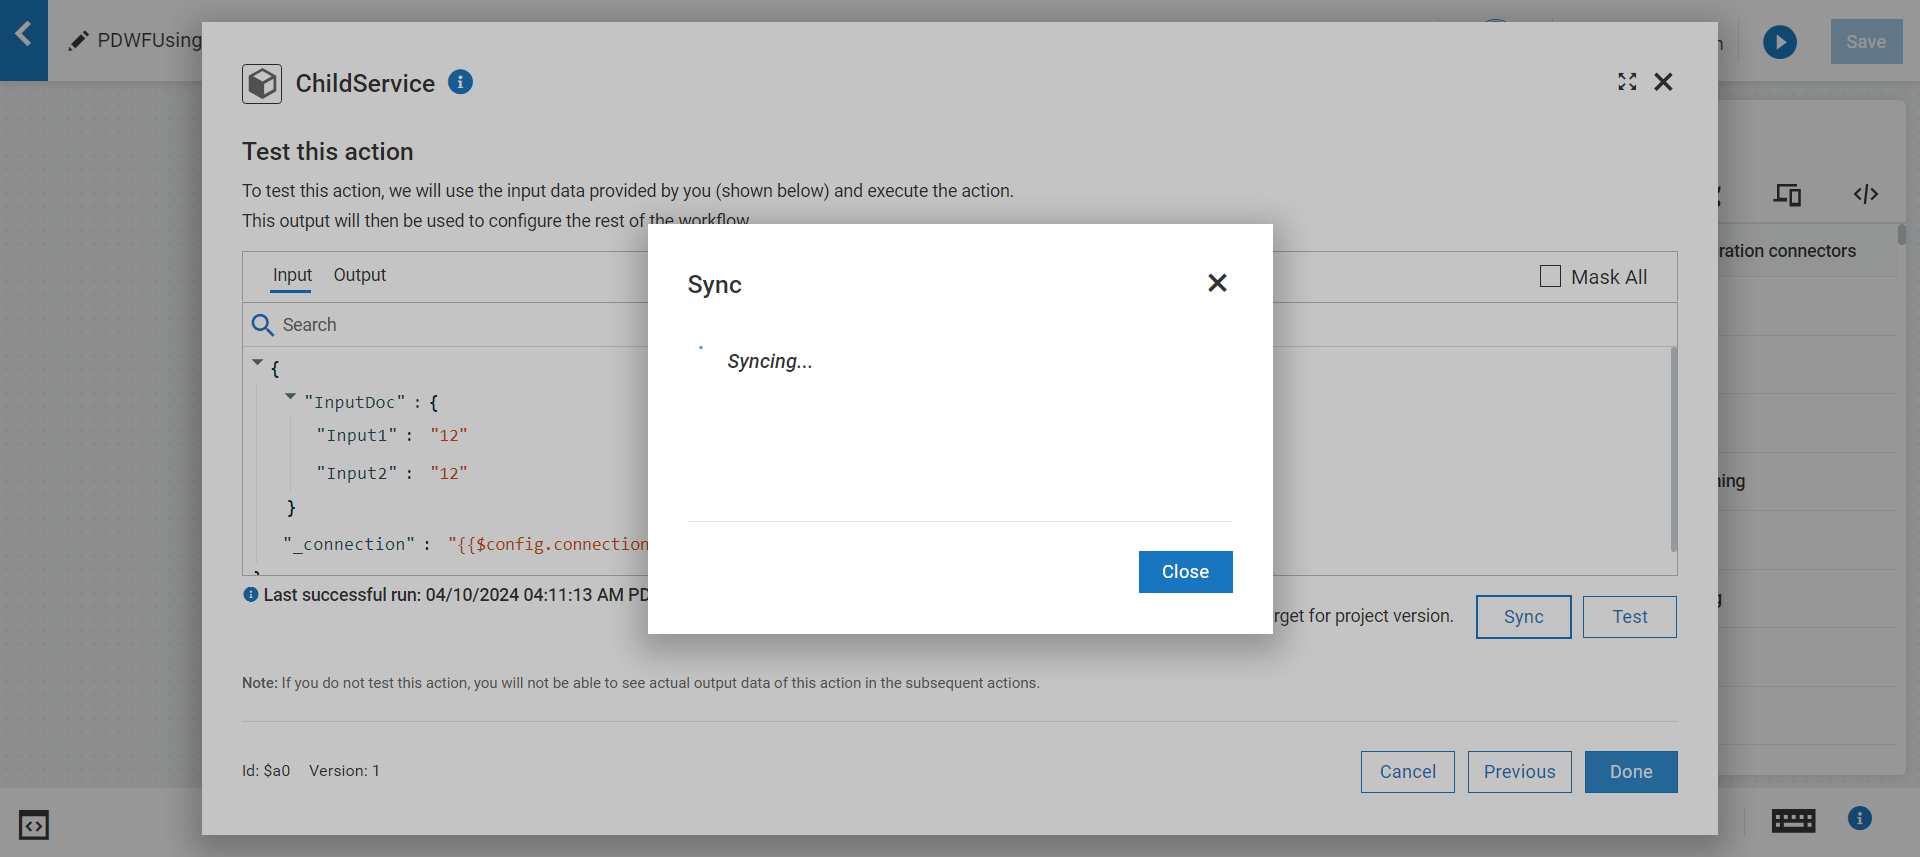 PDWFUsing
Save
ChildService
Test this action
To test this action, we will use the input data provided by you (shown below) and execute the action.
This output will then be used to configure the rest of the workflow
Input Output
Mask All
Search
{
"InputDoc" : {
"Input1" : "12"
"Input2" : "12"
}
"_connection" : "{{$config.connection
Last successful run: 04/10/2024 04:11:13 AM PD
rget for project version.
Sync
Test
Note: If you do not test this action, you will not be able to see actual output data of this action in the subsequent actions.
Id: $a0 Version: 1
Cancel
Previous
Done
Sync
Syncing...
Close
ration connectors